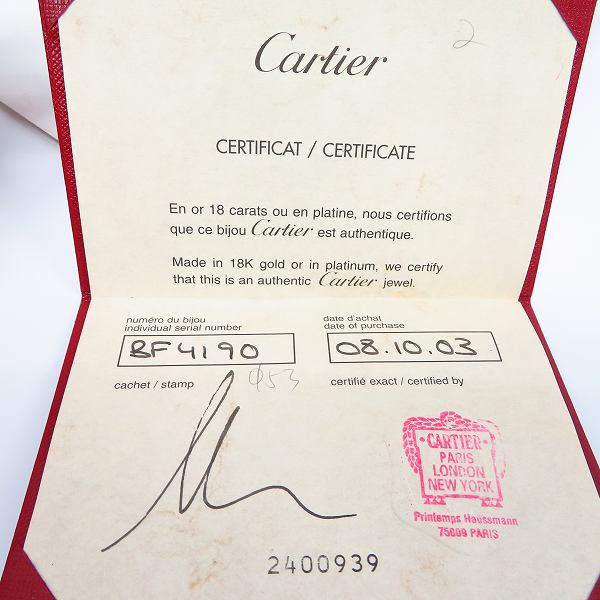 2
Cartier
CERTIFICAT / CERTIFICATE
En or 18 carats ou en platine, nous certifions
que ce bijou Cartier est authentique.
Made in 18K gold or in platinum, we certify
that this is an authentic Cartier jewel.
numéro du bijou
individual serial number
BF4190
date d'achat
date of purchase
08.10.03
cachet / stamp
φ53
certifié exact / certified by
CARTIER
PARIS
LONDON
NEW YORK
Printemps Haussmann
75009 PARIS
2400939